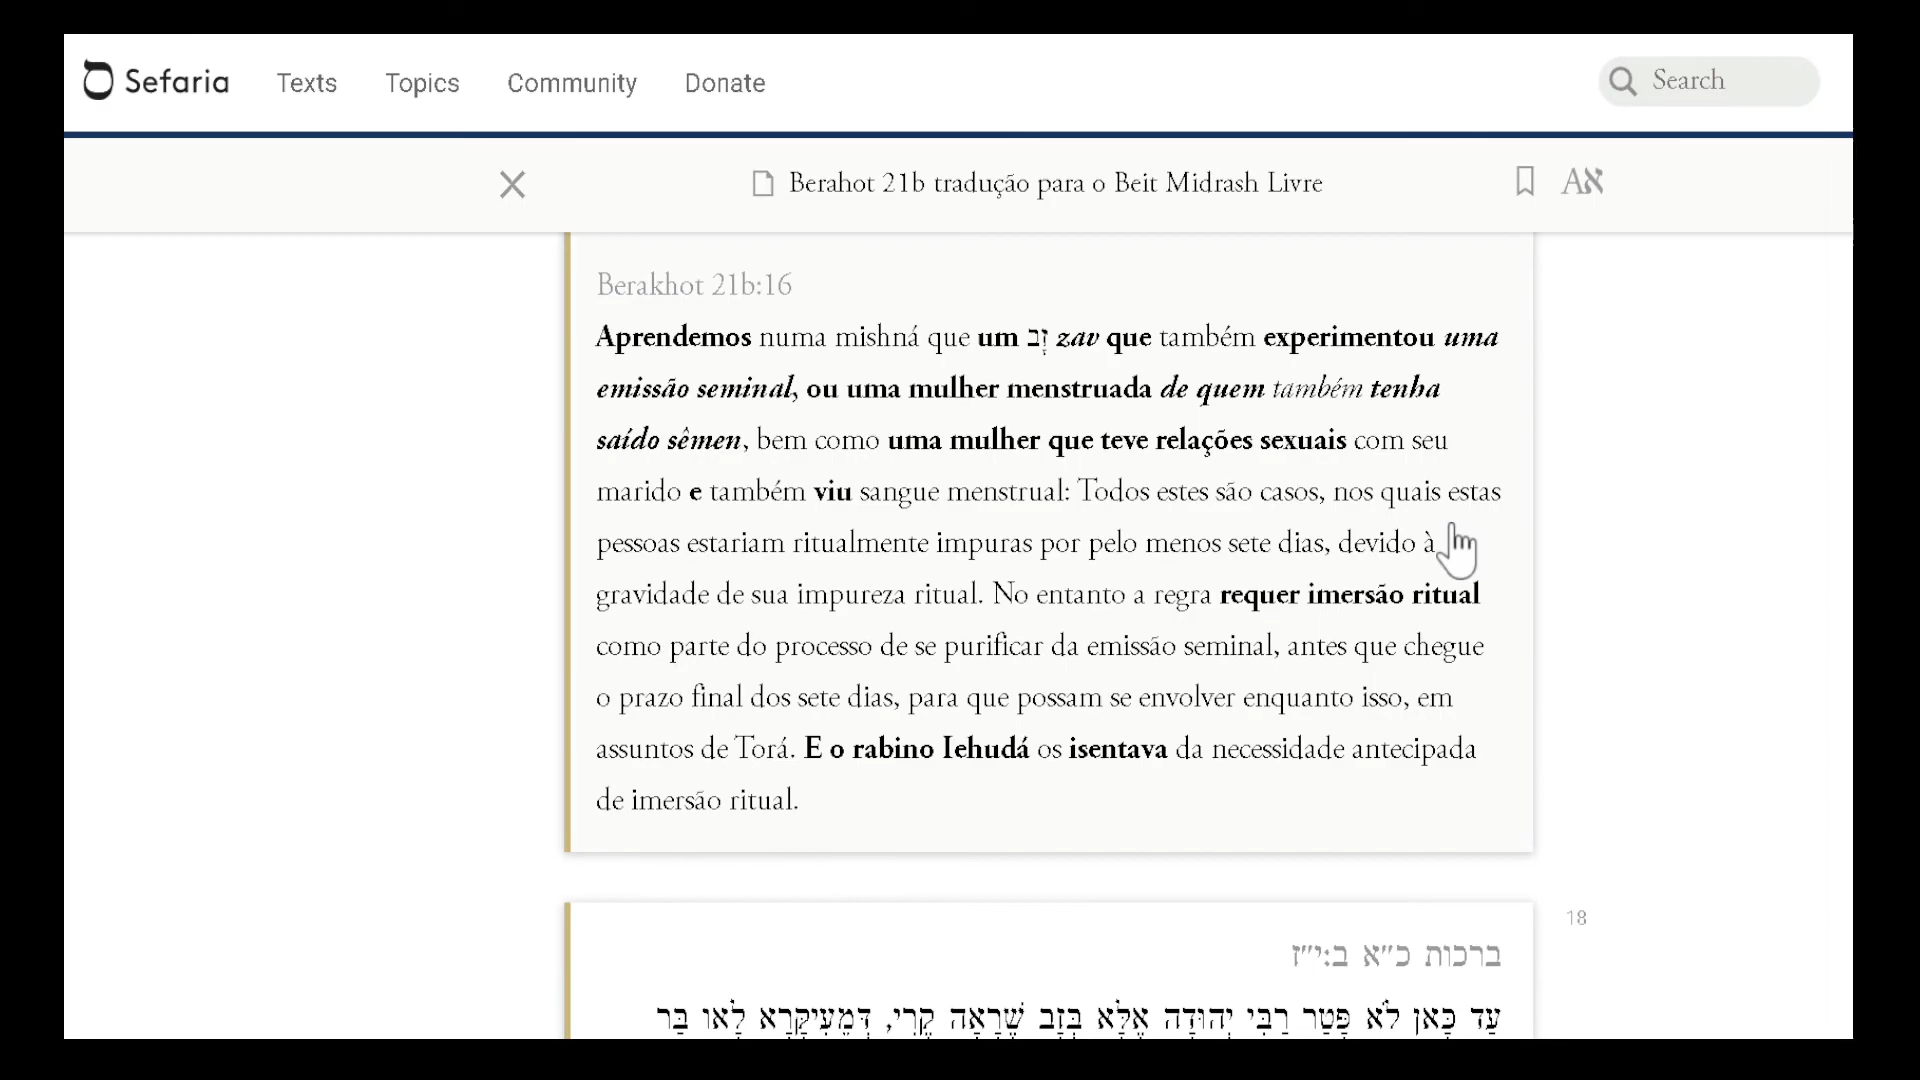 Sefaria Texts Topics Community Donate Search
Berahot 21b tradução para o Beit Midrash Livre Aא
Berakhot 21b:16
Aprendemos numa mishná que um זָב zav que também experimentou uma
emissão seminal, ou uma mulher menstruada de quem também tenha
saído sêmen, bem como uma mulher que teve relações sexuais com seu
marido e também viu sangue menstrual: Todos estes são casos, nos quais estas
pessoas estariam ritualmente impuras por pelo menos sete dias, devido à
gravidade de sua impureza ritual. No entanto a regra requer imersão ritual
como parte do processo de se purificar da emissão seminal, antes que chegue
o prazo final dos sete dias, para que possam se envolver enquanto isso, em
assuntos de Torá. E o rabino Iehudá os isentava da necessidade antecipada
de imersão ritual.
18
ברכות כ״א ב:י״ז
עַד כָּאן לֹא פָּטַר רַבִּי יְהוּדָה אֶלָּא בְּזָב שֶׁרָאָה קֶרִי, דְּמֵעִיקָּרָא לָאו בַּר